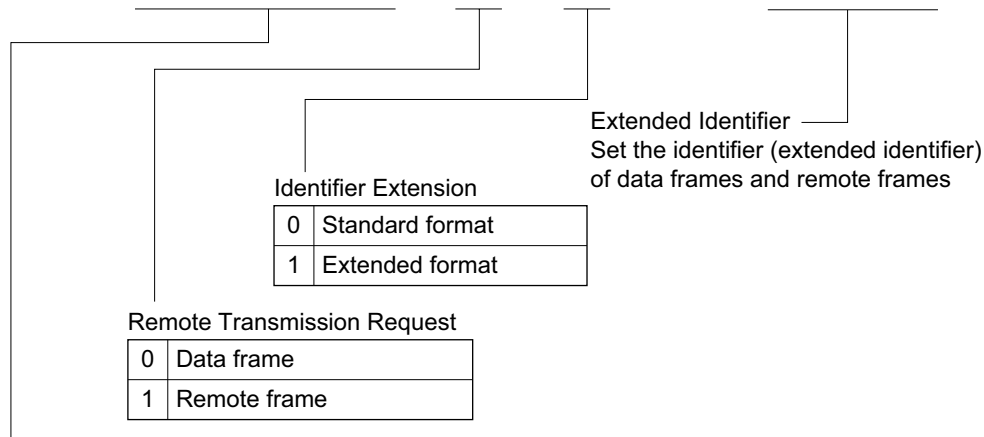 Extended Identifier
Set the identifier (extended identifier)
of data frames and remote frames
Identifier Extension
0 Standard format
1 Extended format
Remote Transmission Request
0 Data frame
1 Remote frame